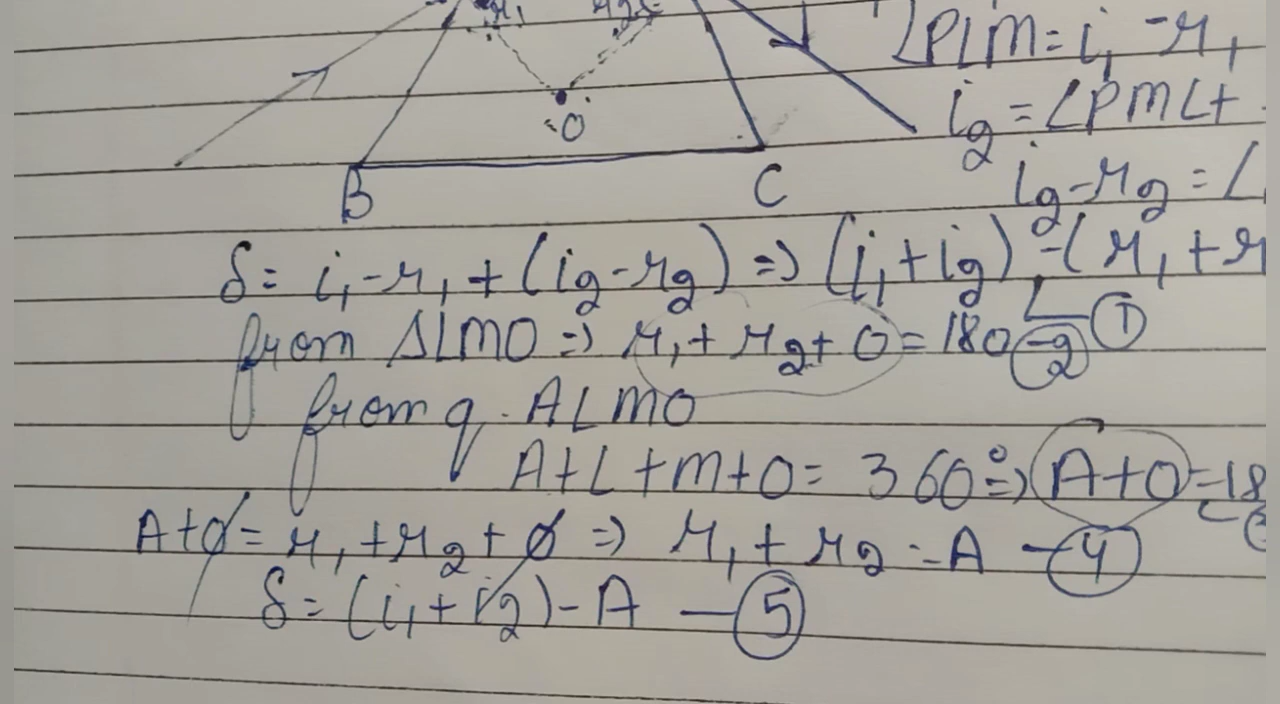 ∠PLM = i₁ - r₁
i₂ = ∠PML +
O
B
C
i₂ - r₂ = ∠
δ = i₁ - r₁ + (i₂ - r₂) ⇒ (i₁ + i₂) - (r₁ + r
①
from ΔLMO ⇒ r₁ + r₂ + O = 180 - ②
from q. ALMO
A + L + M + O = 360° ⇒ A + O = 18
A + O = r₁ + r₂ + O ⇒ r₁ + r₂ = A - ④
δ = (i₁ + i₂) - A - ⑤